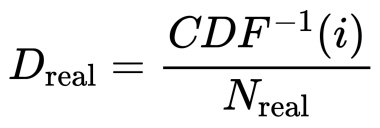 D_real = CDF⁻¹(i) / N_real